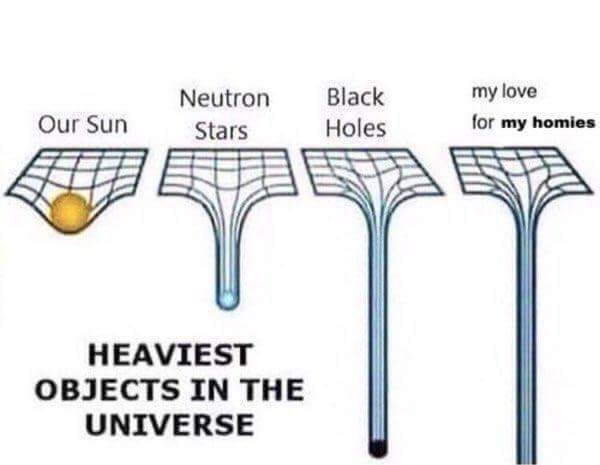 Our Sun
Neutron
Stars
Black
Holes
my love
for my homies
HEAVIEST
OBJECTS IN THE
UNIVERSE